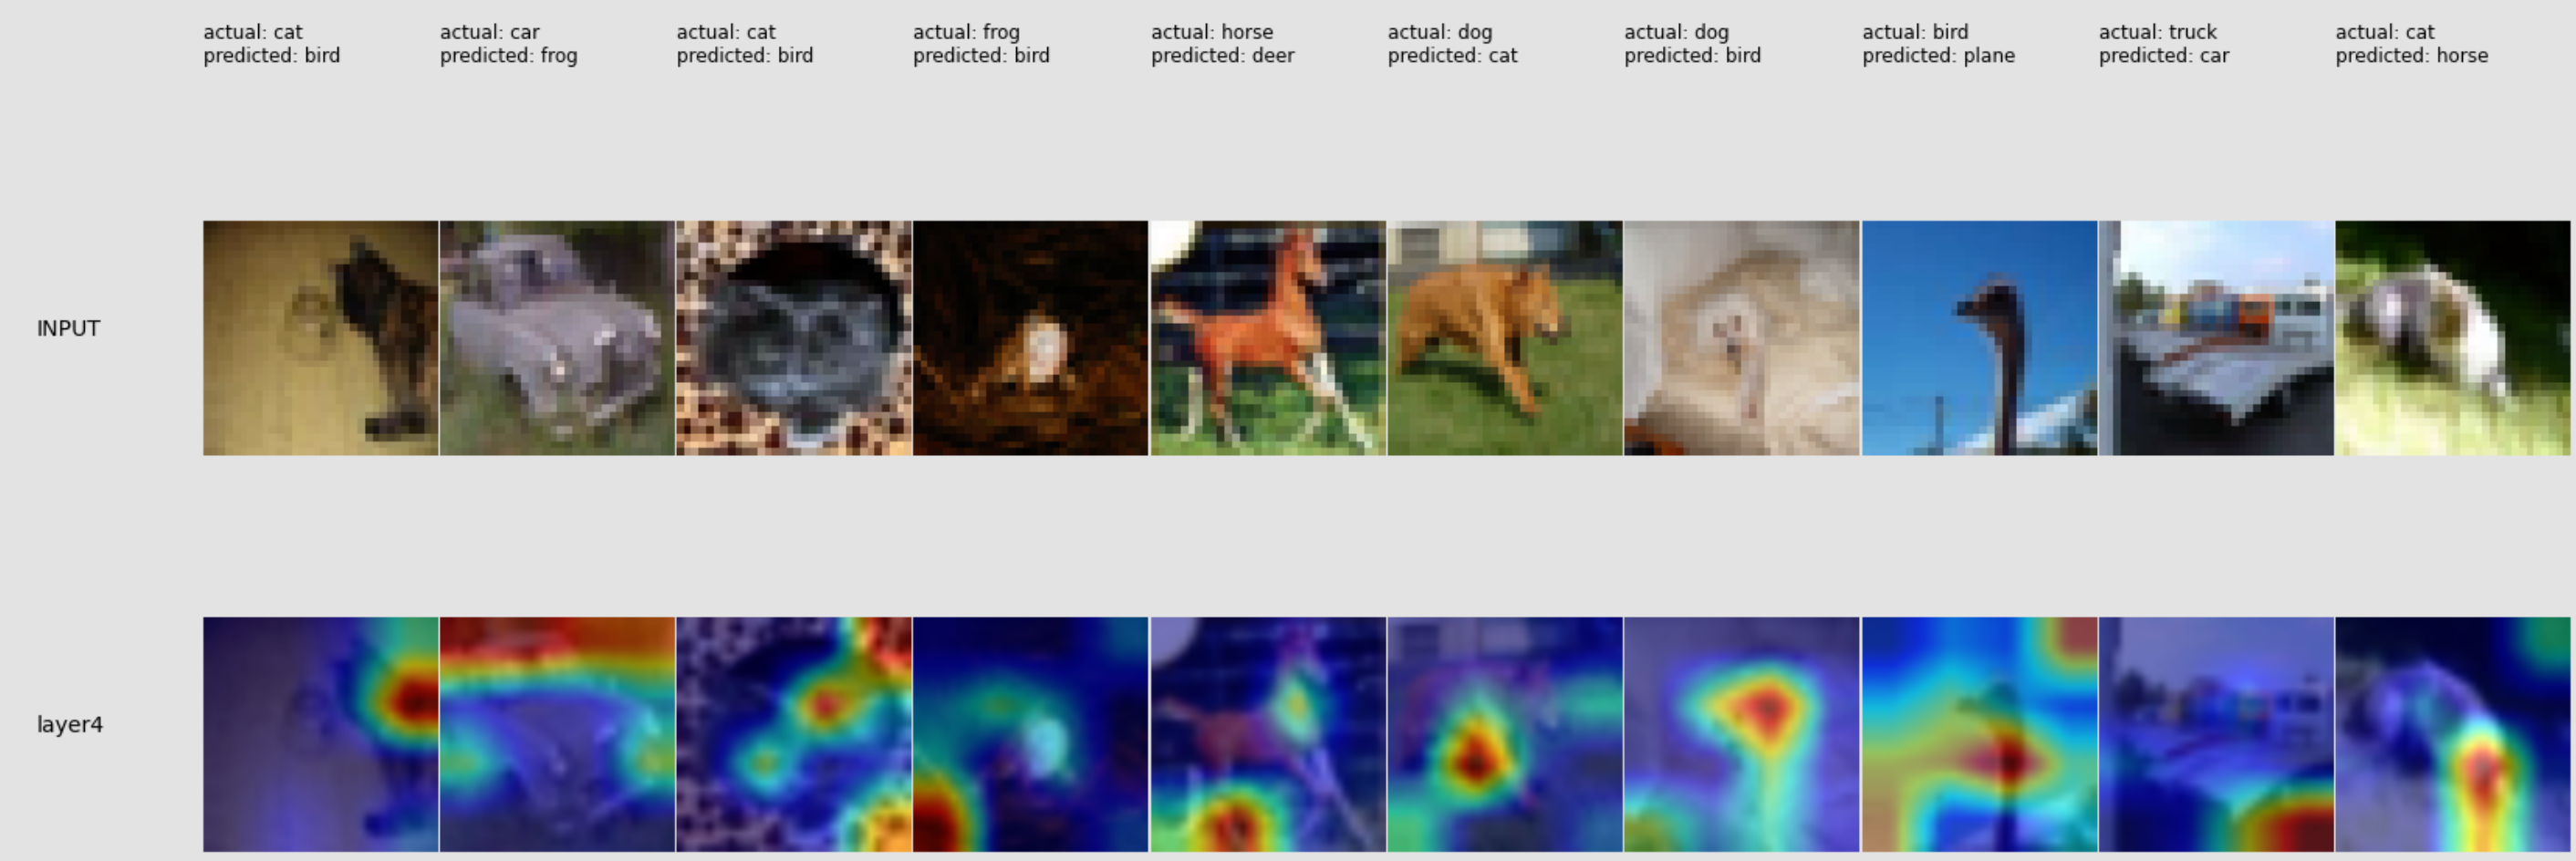 actual: cat
predicted: bird
actual: car
predicted: frog
actual: cat
predicted: bird
actual: frog
predicted: bird
actual: horse
predicted: deer
actual: dog
predicted: cat
actual: dog
predicted: bird
actual: bird
predicted: plane
actual: truck
predicted: car
actual: cat
predicted: horse
INPUT
layer4